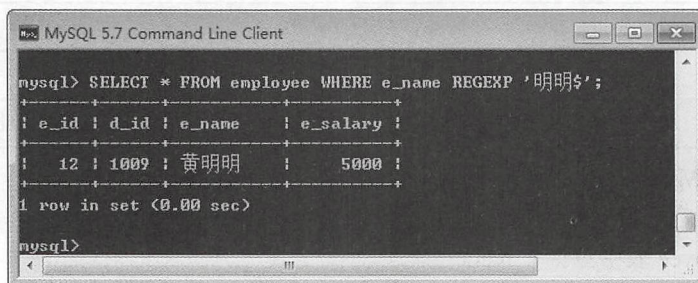 MySQL 5.7 Command Line Client
mysql> SELECT * FROM employee WHERE e_name REGEXP '明明$';
+------+------+--------+----------+
| e_id | d_id | e_name | e_salary |
+------+------+--------+----------+
| 12 | 1009 | 黄明明 | 5000 |
+------+------+--------+----------+
1 row in set (0.00 sec)
mysql>